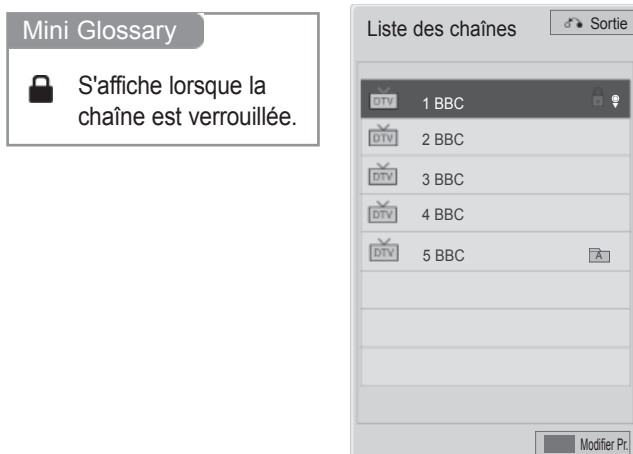 Mini Glossary
S'affiche lorsque la
chaîne est verrouillée.
Liste des chaînes
Sortie
DTV 1 BBC
DTV 2 BBC
DTV 3 BBC
DTV 4 BBC
DTV 5 BBC A
Modifier Pr.